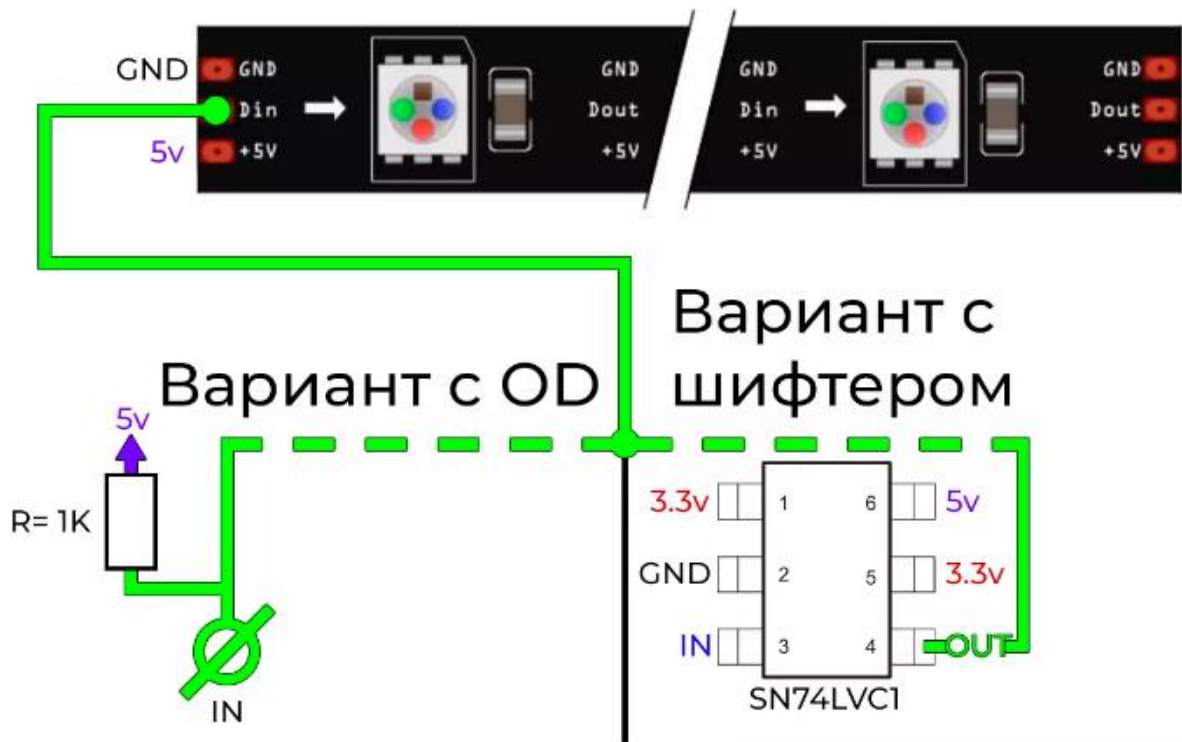 GND GND GND GND GND
Din Dout Din Dout
5v +5V +5V +5V +5V
Вариант с OD
Вариант с
шифтером
5v
R= 1K
IN
3.3v 1 6 5v
GND 2 5 3.3v
IN 3 4 OUT
SN74LVC1